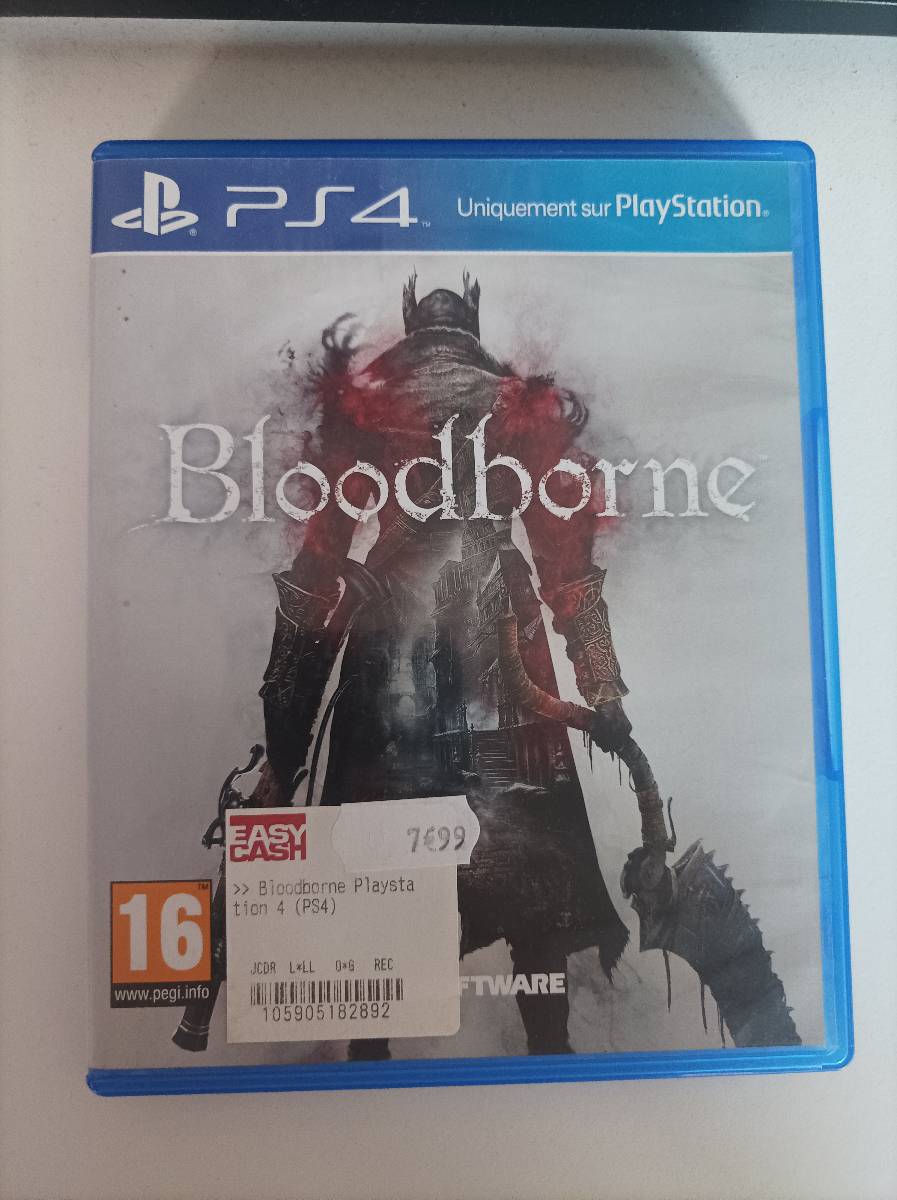 PS4™ Uniquement sur PlayStation®
Bloodborne
EASY
CASH
7€99
>> Bloodborne Playsta
tion 4 (PS4)
JCDR L*LL O*G REC
105905182892
16
www.pegi.info
FTWARE